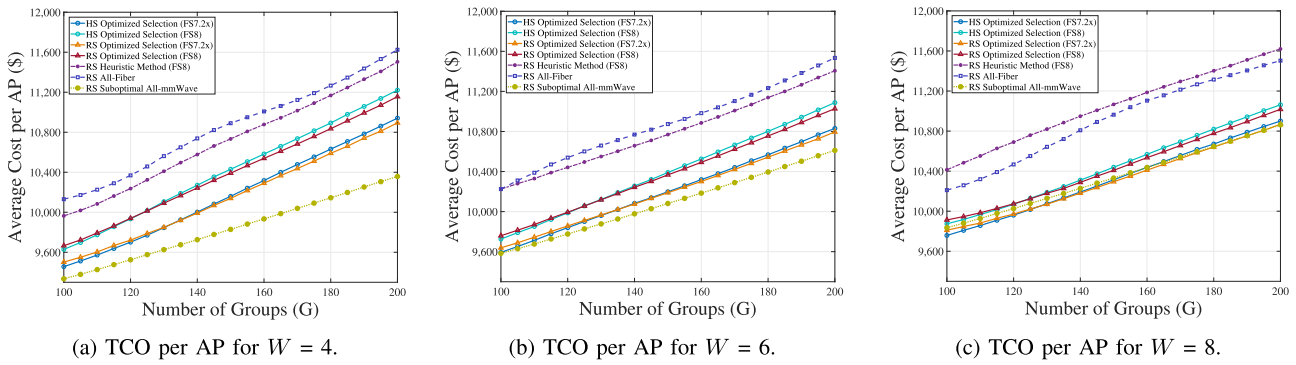 12,000
11,600
11,200
10,800
10,400
10,000
9,600
Average Cost per AP ($)
HS Optimized Selection (FS7.2x)
HS Optimized Selection (FS8)
RS Optimized Selection (FS7.2x)
RS Optimized Selection (FS8)
RS Heuristic Method (FS8)
RS All-Fiber
RS Suboptimal All-mmWave
100 120 140 160 180 200
Number of Groups (G)
(a) TCO per AP for W = 4.
12,000
11,600
11,200
10,800
10,400
10,000
9,600
Average Cost per AP ($)
HS Optimized Selection (FS7.2x)
HS Optimized Selection (FS8)
RS Optimized Selection (FS7.2x)
RS Optimized Selection (FS8)
RS Heuristic Method (FS8)
RS All-Fiber
RS Suboptimal All-mmWave
100 120 140 160 180 200
Number of Groups (G)
(b) TCO per AP for W = 6.
12,000
11,600
11,200
10,800
10,400
10,000
9,600
Average Cost per AP ($)
HS Optimized Selection (FS7.2x)
HS Optimized Selection (FS8)
RS Optimized Selection (FS7.2x)
RS Optimized Selection (FS8)
RS Heuristic Method (FS8)
RS All-Fiber
RS Suboptimal All-mmWave
100 120 140 160 180 200
Number of Groups (G)
(c) TCO per AP for W = 8.